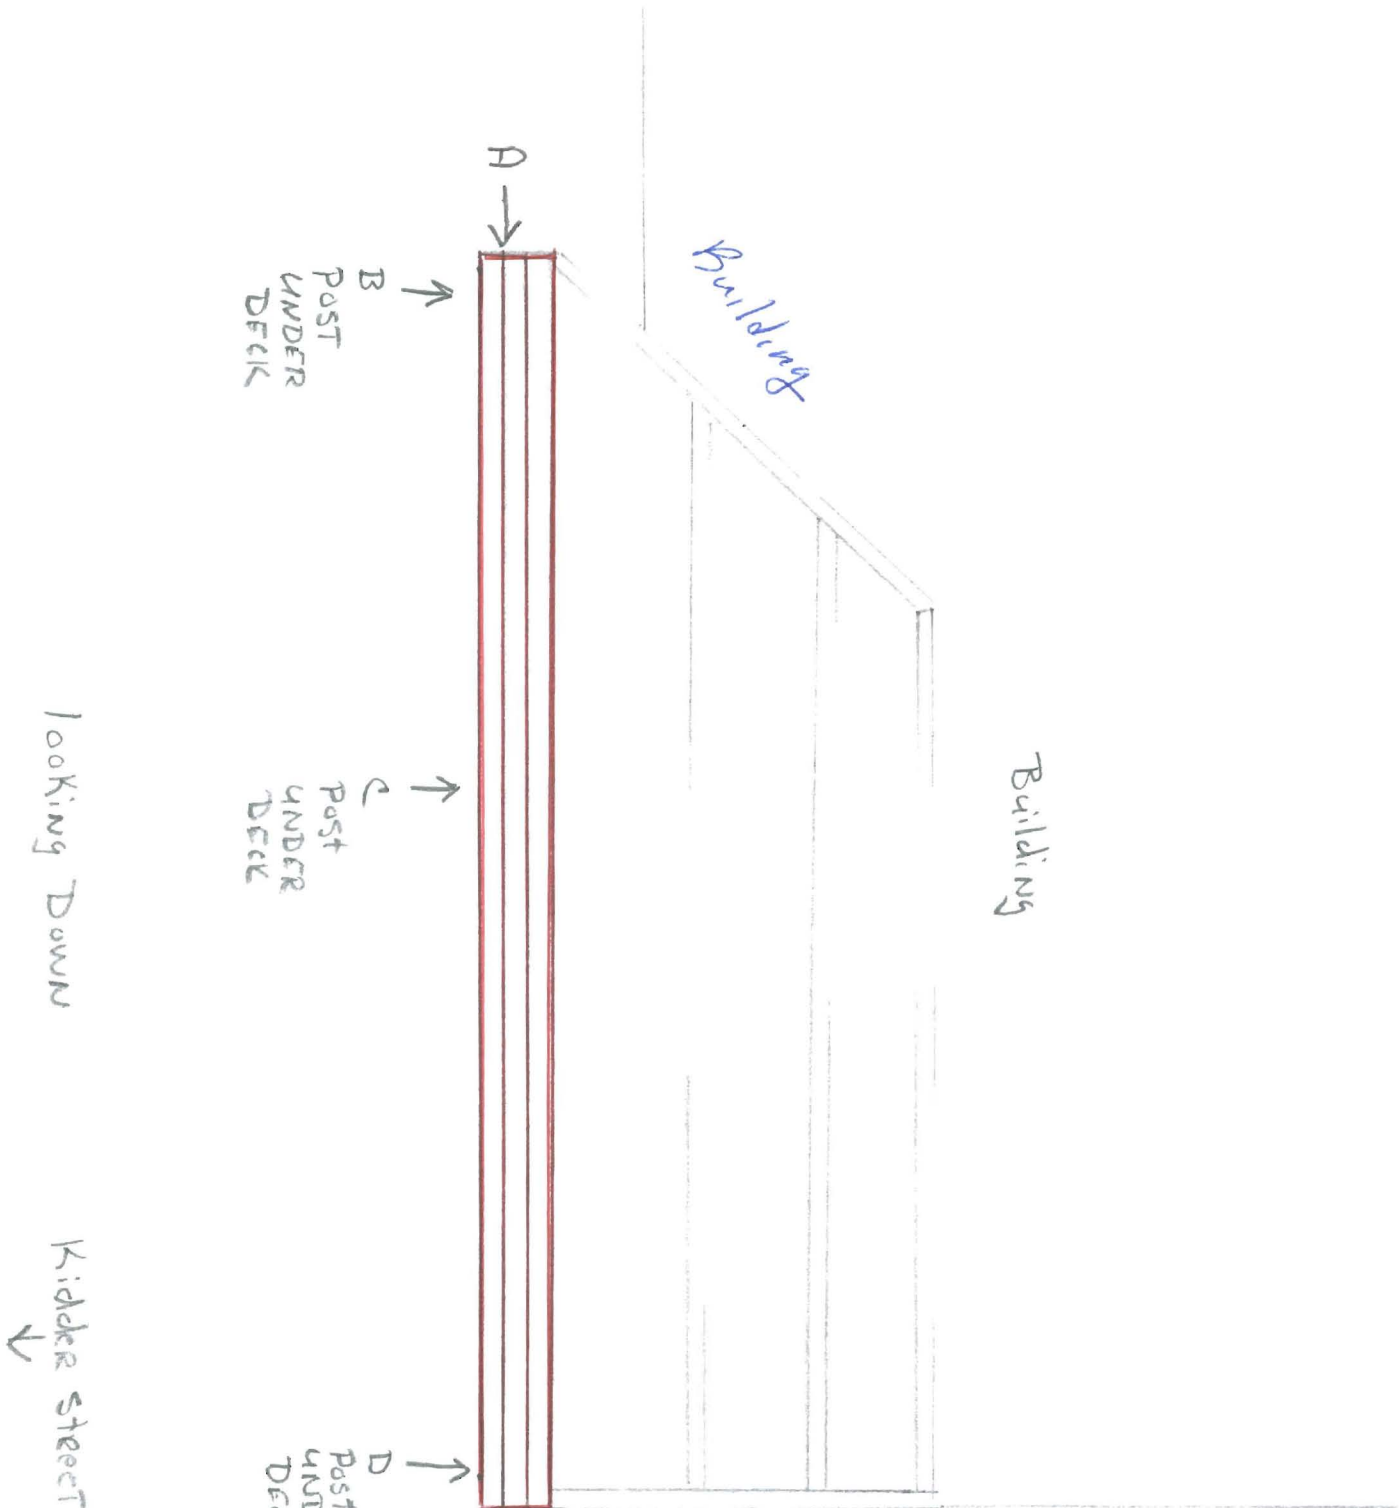 Building
Building
A
B
POST
UNDER
DECK
C
POST
UNDER
DECK
D
POST
looking Down
Kidder street